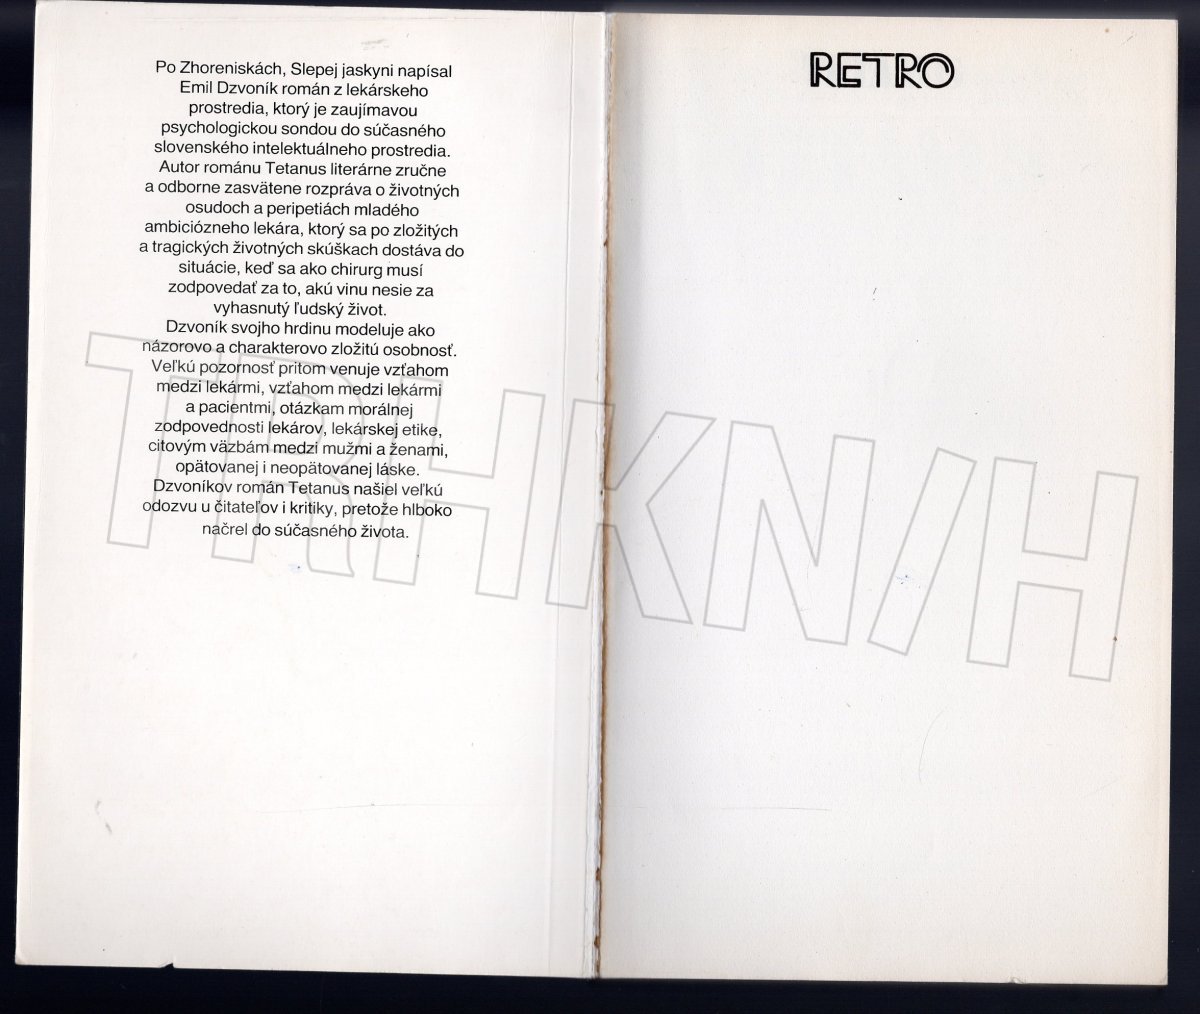 Po Zhoreniskách, Slepej jaskyni napísal
Emil Dzvoník román z lekárskeho
prostredia, ktorý je zaujímavou
psychologickou sondou do súčasného
slovenského intelektuálneho prostredia.
Autor románu Tetanus literárne zručne
a odborne zasvätene rozpráva o životných
osudoch a peripetiách mladého
ambiciózneho lekára, ktorý sa po zložitých
a tragických životných skúškach dostáva do
situácie, keď sa ako chirurg musí
zodpovedať za to, akú vinu nesie za
vyhasnutý ľudský život.
Dzvoník svojho hrdinu modeluje ako
názorovo a charakterovo zložitú osobnosť.
Veľkú pozornosť pritom venuje vzťahom
medzi lekármi, vzťahom medzi lekármi
a pacientmi, otázkam morálnej
zodpovednosti lekárov, lekárskej etike,
citovým väzbám medzi mužmi a ženami,
opätovanej i neopätovanej láske.
Dzvoníkov román Tetanus našiel veľkú
odozvu u čitateľov i kritiky, pretože hlboko
načrel do súčasného života.
RETRO
TRHKN/H